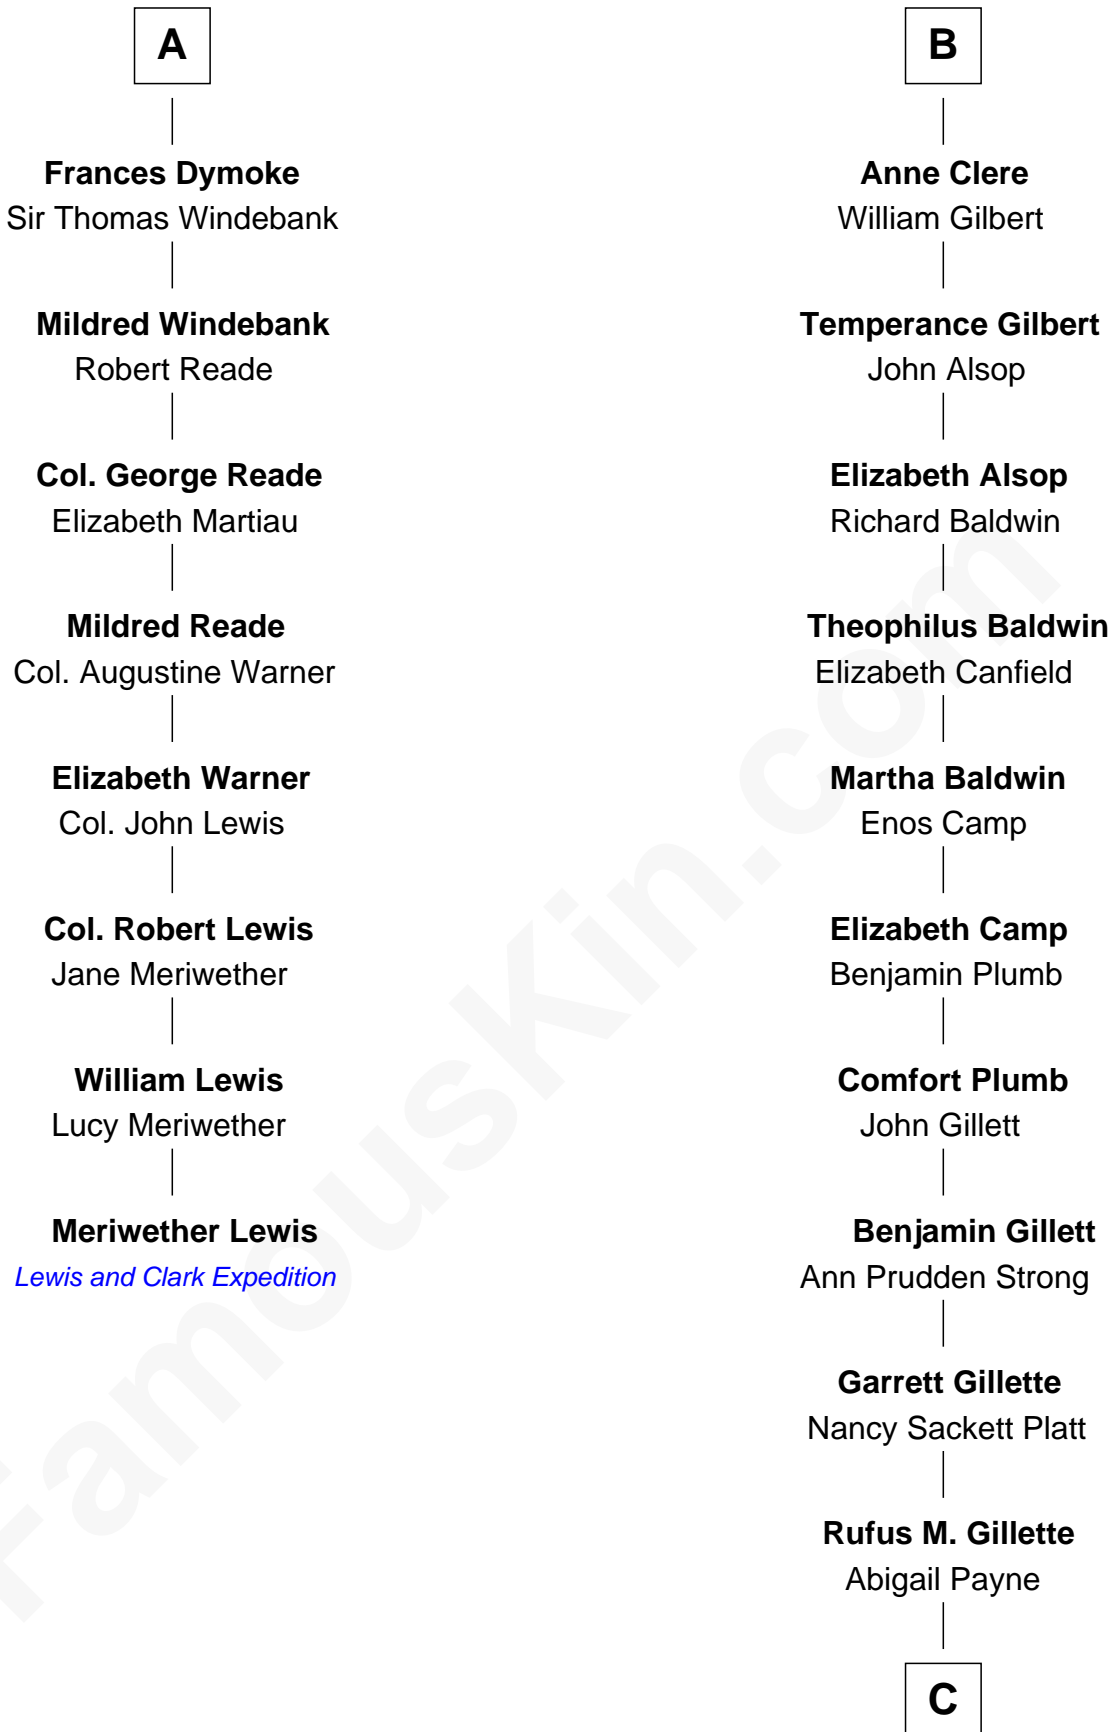 A
Frances Dymoke
Sir Thomas Windebank
Mildred Windebank
Robert Reade
Col. George Reade
Elizabeth Martiau
Mildred Reade
Col. Augustine Warner
Elizabeth Warner
Col. John Lewis
Col. Robert Lewis
Jane Meriwether
William Lewis
Lucy Meriwether
Meriwether Lewis
Lewis and Clark Expedition
B
Anne Clere
William Gilbert
Temperance Gilbert
John Alsop
Elizabeth Alsop
Richard Baldwin
Theophilus Baldwin
Elizabeth Canfield
Martha Baldwin
Enos Camp
Elizabeth Camp
Benjamin Plumb
Comfort Plumb
John Gillett
Benjamin Gillett
Ann Prudden Strong
Garrett Gillette
Nancy Sackett Platt
Rufus M. Gillette
Abigail Payne
C
FamousKin.com